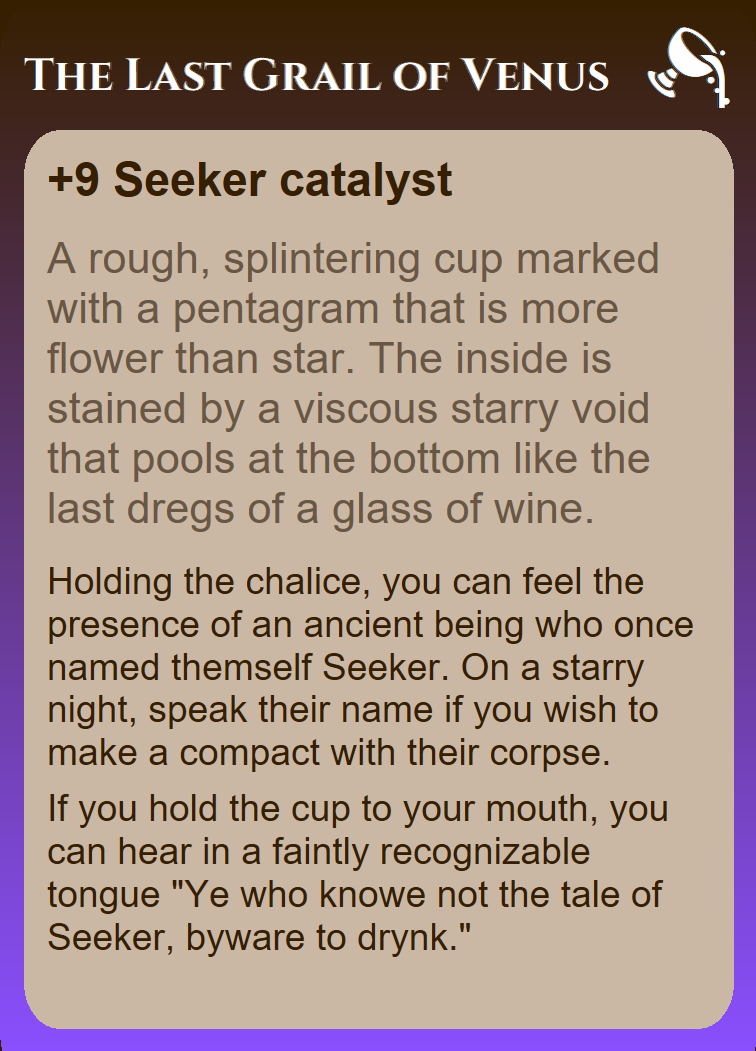 The Last Grail of Venus
+9 Seeker catalyst
A rough, splintering cup marked
with a pentagram that is more
flower than star. The inside is
stained by a viscous starry void
that pools at the bottom like the
last dregs of a glass of wine.
Holding the chalice, you can feel the
presence of an ancient being who once
named themself Seeker. On a starry
night, speak their name if you wish to
make a compact with their corpse.
If you hold the cup to your mouth, you
can hear in a faintly recognizable
tongue "Ye who knowe not the tale of
Seeker, byware to drynk."